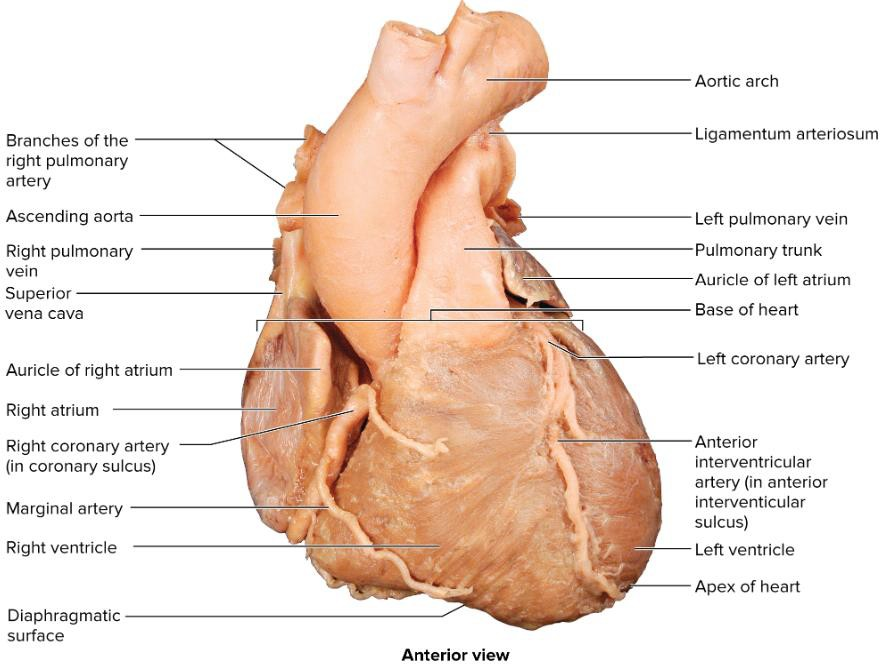 Branches of the
right pulmonary
artery
Ascending aorta
Right pulmonary
vein
Superior
vena cava
Auricle of right atrium
Right atrium
Right coronary artery
(in coronary sulcus)
Marginal artery
Right ventricle
Diaphragmatic
surface
Aortic arch
Ligamentum arteriosum
Left pulmonary vein
Pulmonary trunk
Auricle of left atrium
Base of heart
Left coronary artery
Anterior
interventricular
artery (in anterior
interventicular
sulcus)
Left ventricle
Apex of heart
Anterior view